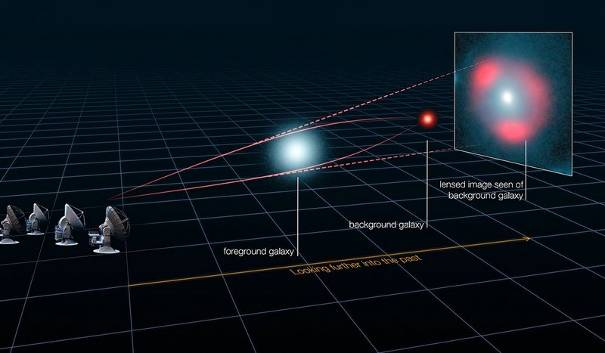 lensed image seen of
background galaxy
background galaxy
foreground galaxy
Looking further into the past